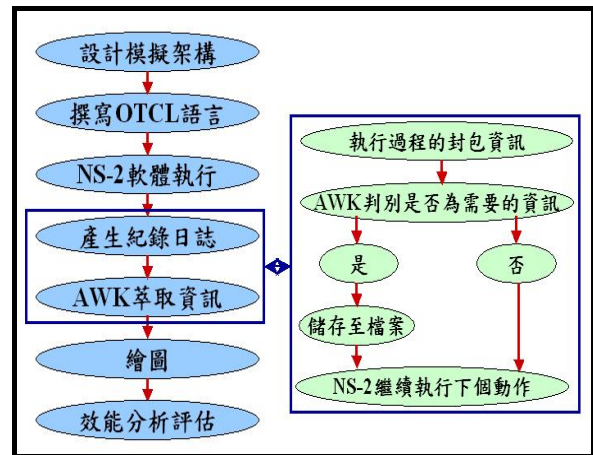 設計模擬架構
撰寫OTCL語言
NS-2軟體執行
產生紀錄日誌
AWK萃取資訊
繪圖
效能分析評估
執行過程的封包資訊
AWK判別是否為需要的資訊
是
否
儲存至檔案
NS-2繼續執行下個動作